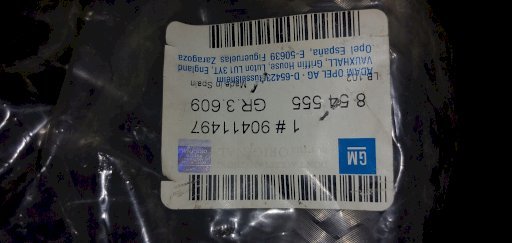 GM
1 # 90411497
8 54 555 GR 3 609
Made in Spain
ADAM OPEL AG · D-65423 Rüsselsheim
VAUXHALL, Griffin House, Luton LU1 3YT, England
Opel España, E-50639 Figueruelas Zaragoza